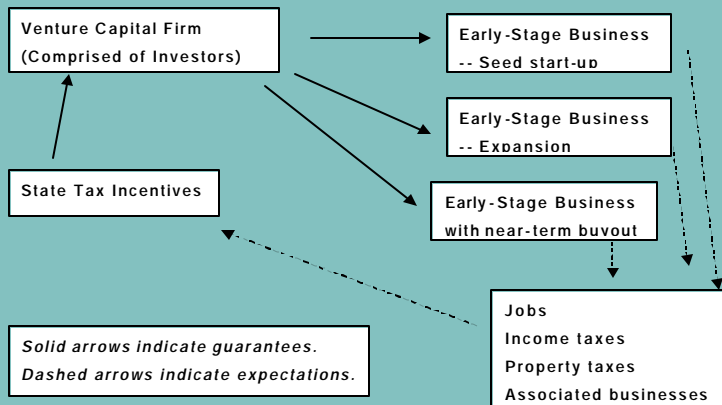 Venture Capital Firm
(Comprised of Investors)
Early-Stage Business
-- Seed start-up
Early-Stage Business
-- Expansion
State Tax Incentives
Early-Stage Business
with near-term buyout
Jobs
Income taxes
Property taxes
Associated businesses
Solid arrows indicate guarantees.
Dashed arrows indicate expectations.